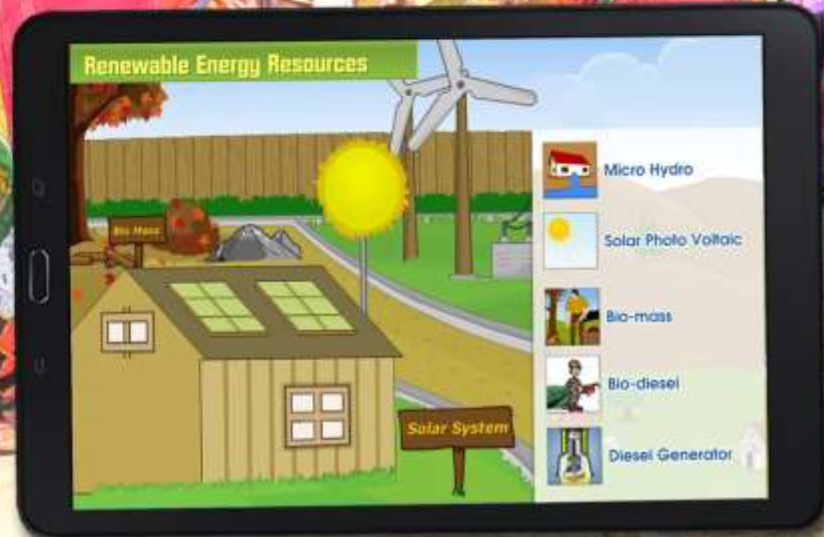 Renewable Energy Resources
Bio Mass
Solar System
Micro Hydro
Solar Photo Voltaic
Bio-mass
Bio-diesel
Diesel Generator